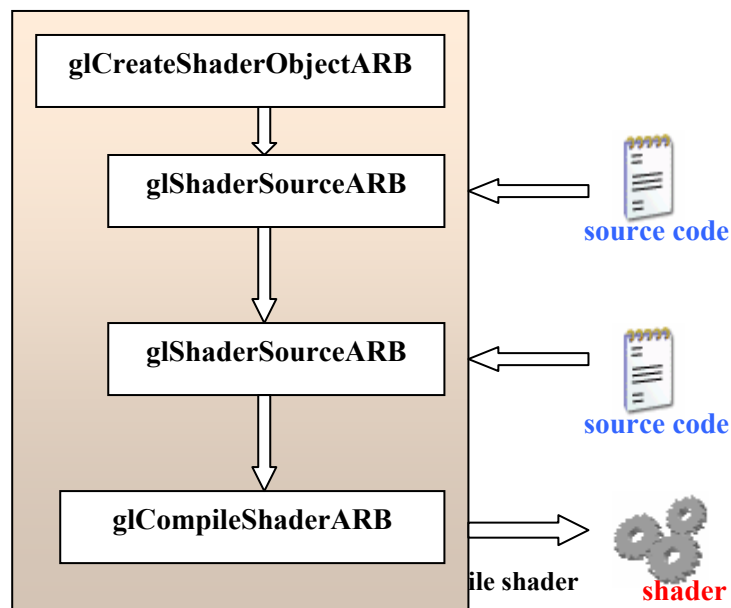 glCreateShaderObjectARB
glShaderSourceARB
source code
glShaderSourceARB
source code
glCompileShaderARB
ile shader
shader